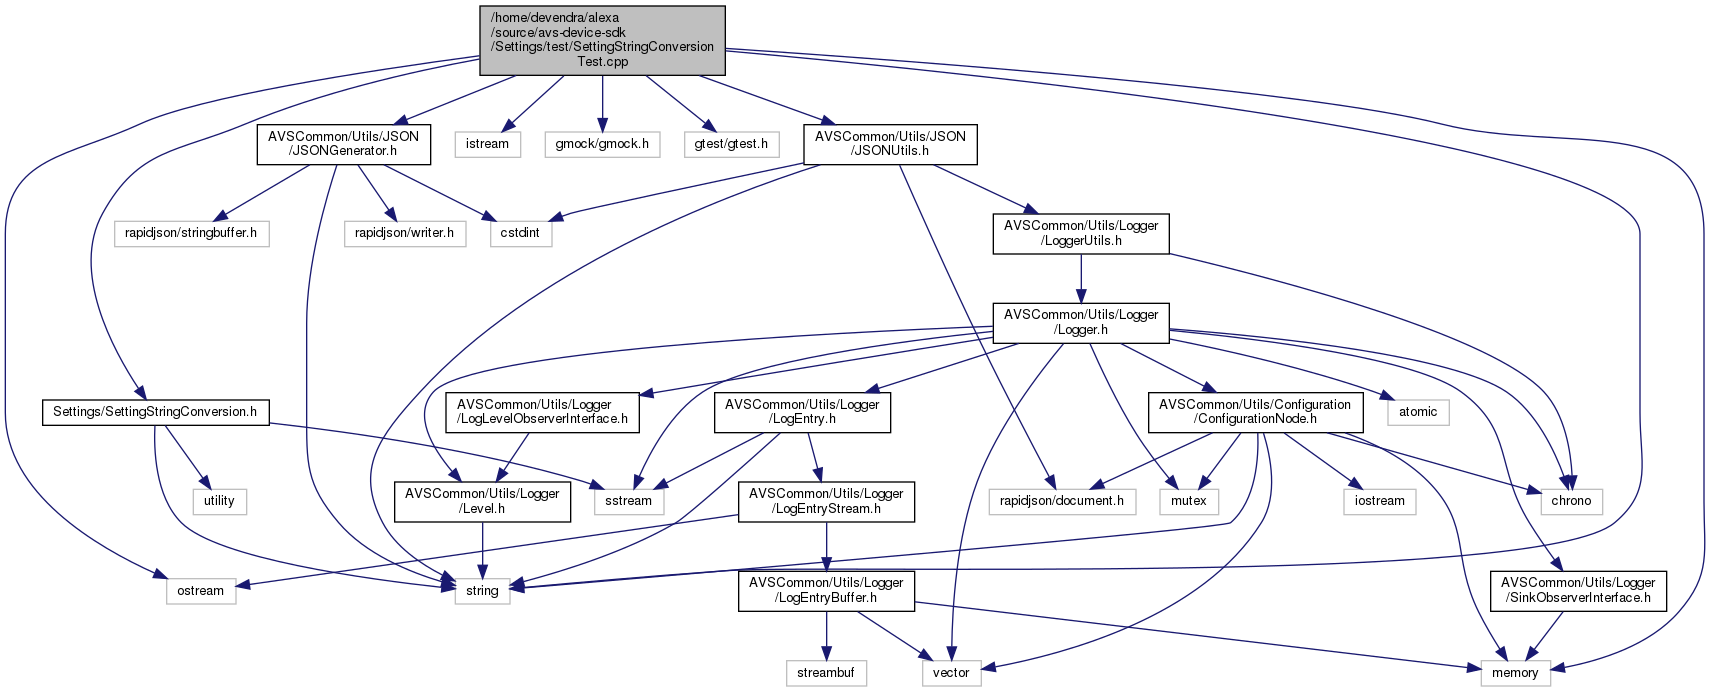 /home/devendra/alexa
/source/avs-device-sdk
/Settings/test/SettingStringConversion
Test.cpp
AVSCommon/Utils/JSON
/JSONGenerator.h
istream
gmock/gmock.h
gtest/gtest.h
AVSCommon/Utils/JSON
/JSONUtils.h
rapidjson/stringbuffer.h
rapidjson/writer.h
cstdint
AVSCommon/Utils/Logger
/LoggerUtils.h
AVSCommon/Utils/Logger
/Logger.h
Settings/SettingStringConversion.h
AVSCommon/Utils/Logger
/LogLevelObserverInterface.h
AVSCommon/Utils/Logger
/LogEntry.h
AVSCommon/Utils/Configuration
/ConfigurationNode.h
atomic
utility
AVSCommon/Utils/Logger
/Level.h
sstream
AVSCommon/Utils/Logger
/LogEntryStream.h
rapidjson/document.h
mutex
iostream
chrono
ostream
string
AVSCommon/Utils/Logger
/LogEntryBuffer.h
AVSCommon/Utils/Logger
/SinkObserverInterface.h
streambuf
vector
memory